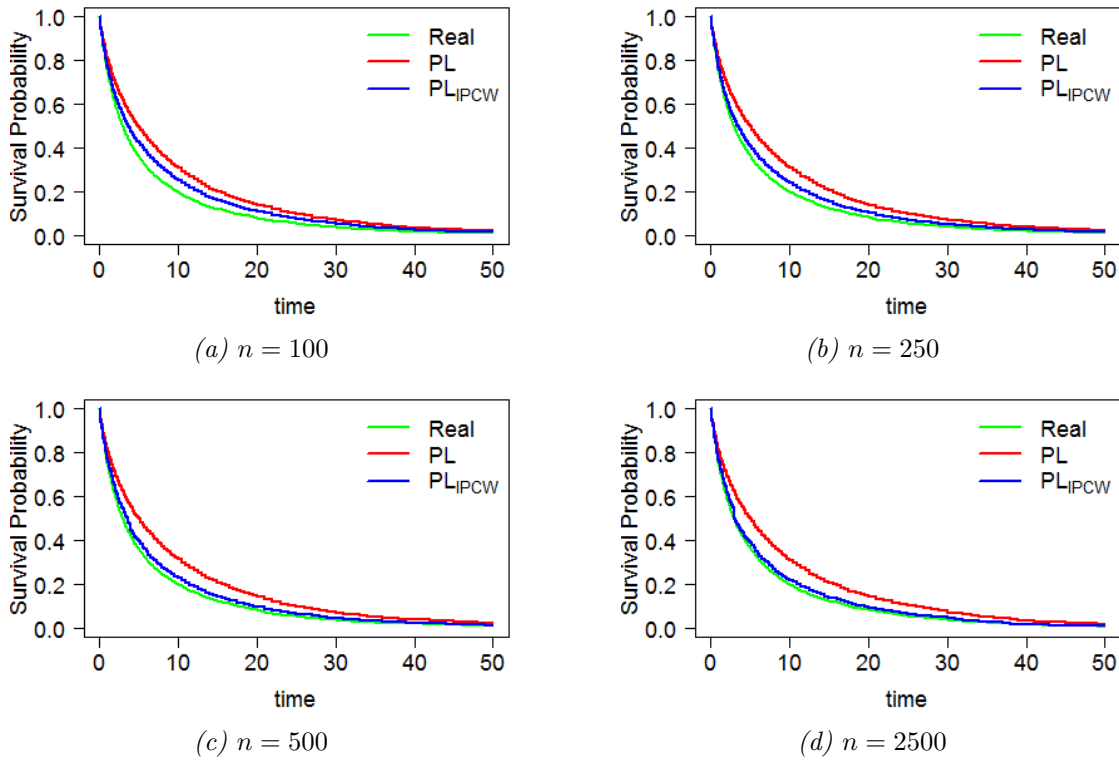 Survival Probability
1.0
0.8
0.6
0.4
0.2
0.0
0 10 20 30 40 50
time
Real
PL
PL_IPCW
(a) n = 100
Survival Probability
1.0
0.8
0.6
0.4
0.2
0.0
0 10 20 30 40 50
time
Real
PL
PL_IPCW
(b) n = 250
Survival Probability
1.0
0.8
0.6
0.4
0.2
0.0
0 10 20 30 40 50
time
Real
PL
PL_IPCW
(c) n = 500
Survival Probability
1.0
0.8
0.6
0.4
0.2
0.0
0 10 20 30 40 50
time
Real
PL
PL_IPCW
(d) n = 2500